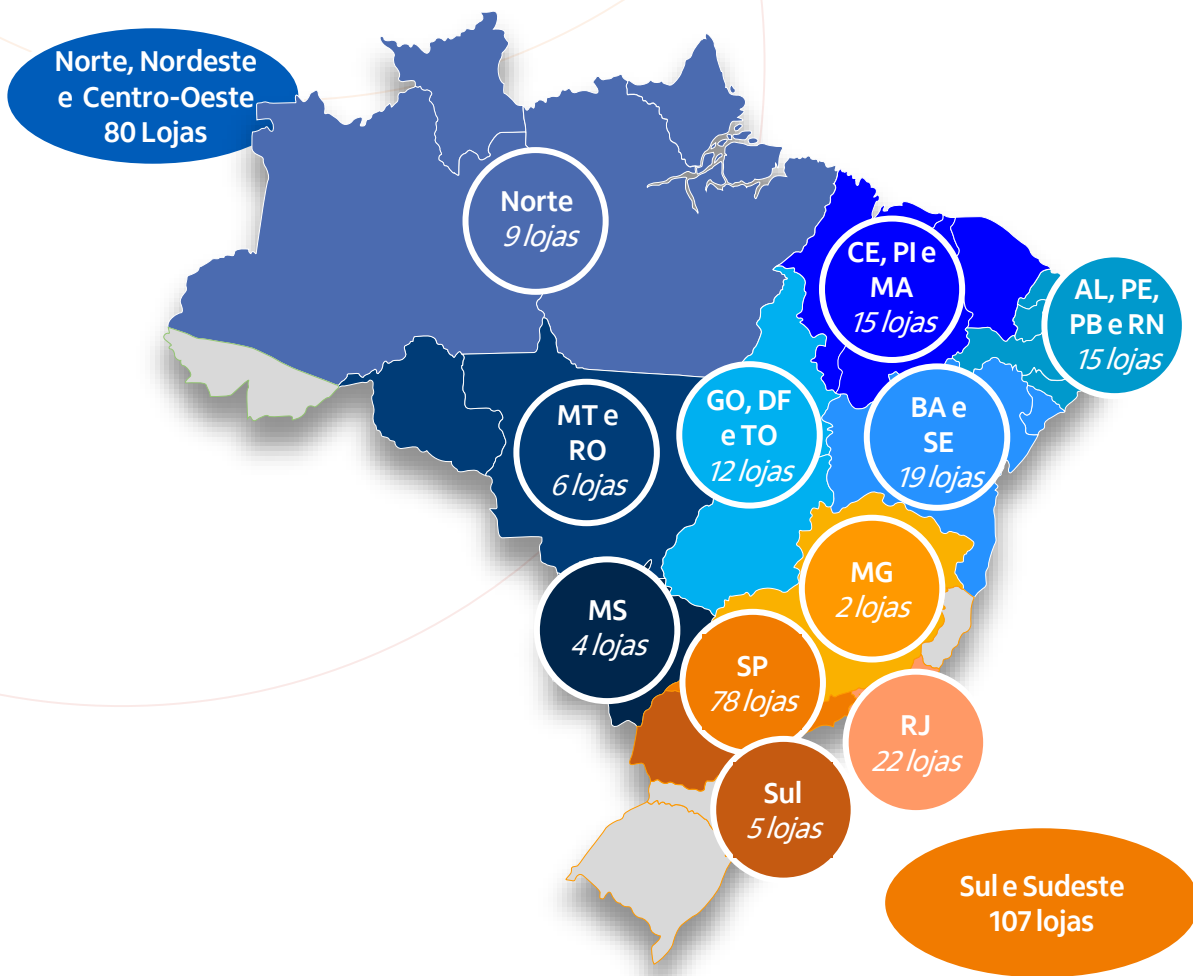 Norte, Nordeste
e Centro-Oeste
80 Lojas
Norte
9 lojas
CE, PI e
MA
15 lojas
AL, PE,
PB e RN
15 lojas
MT e
RO
6 lojas
GO, DF
e TO
12 lojas
BA e
SE
19 lojas
MG
2 lojas
MS
4 lojas
SP
78 lojas
RJ
22 lojas
Sul
5 lojas
Sul e Sudeste
107 lojas